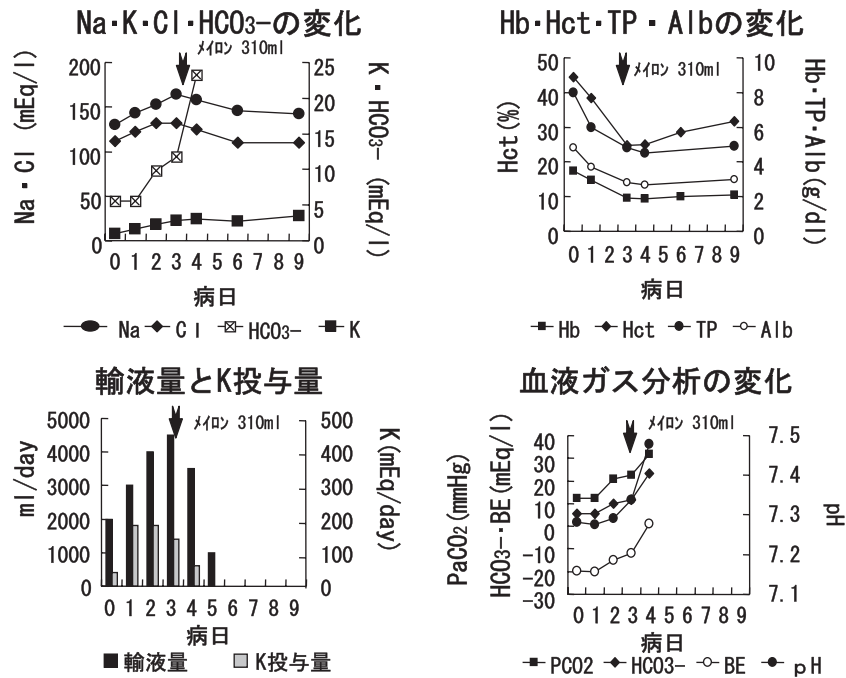 Na・K・Cl・HCO3−の変化
メイロン 310ml
Na・Cl (mEq/l)
200
150
100
50
0
25
20
15
10
5
0
K・HCO3− (mEq/l)
0 1 2 3 4 5 6 7 8 9
病日
Na Cl HCO3− K
Hb・Hct・TP・Albの変化
メイロン 310ml
Hct(%)
50
40
30
20
10
0
10
8
6
4
2
0
Hb・TP・Alb(g/dl)
0 1 2 3 4 5 6 7 8 9
病日
Hb Hct TP Alb
輸液量とK投与量
メイロン 310ml
ml/day
5000
4000
3000
2000
1000
0
500
400
300
200
100
0
K(mEq/day)
0 1 2 3 4 5 6 7 8 9
病日
輸液量 K投与量
血液ガス分析の変化
メイロン 310ml
PaCO2(mmHg)
HCO3−・BE(mEq/l)
40
30
20
10
0
-10
-20
-30
7.5
7.4
7.3
7.2
7.1
pH
0 1 2 3 4 5 6 7 8 9
病日
PCO2 HCO3− BE pH